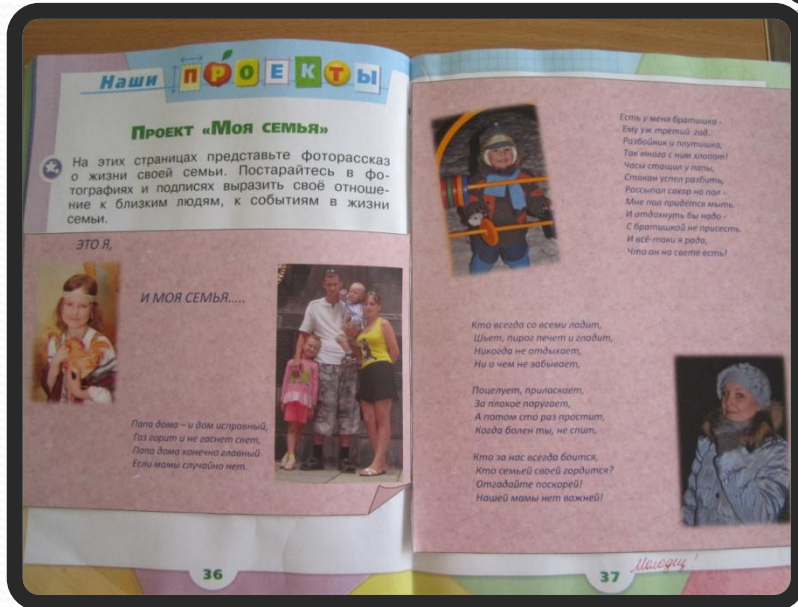 Наши ПРОЕКТЫ
ПРОЕКТ «МОЯ СЕМЬЯ»
На этих страницах представьте фоторассказ
о жизни своей семьи. Постарайтесь в фо-
тографиях и подписях выразить своё отноше-
ние к близким людям, к событиям в жизни
семьи.
ЭТО Я,
И МОЯ СЕМЬЯ.....
Папа дома – и дом исправный,
Газ горит и не гаснет свет,
Папа дома конечно главный
Если мамы случайно нет.
36
Есть у меня братишка -
Ему уж третий год.
Разбойник и плутишка,
Так много с ним хлопот!
Часы стащил у папы,
Стакан успел разбить,
Рассыпал сахар на пол -
Мне пол придётся мыть.
И отдохнуть бы надо -
С братишкой не присесть.
И всё-таки я рада,
Что он на свете есть!
Кто всегда со всеми ладит,
Шьет, пирог печет и гладит,
Никогда не отдыхает,
Ни о чем не забывает,
Поцелует, приласкает,
За плохое поругает,
А потом сто раз простит,
Когда болен ты, не спит.
Кто за нас всегда боится,
Кто семьей своей гордится?
Отгадайте поскорей!
Нашей мамы нет важней!
37
Молодец!